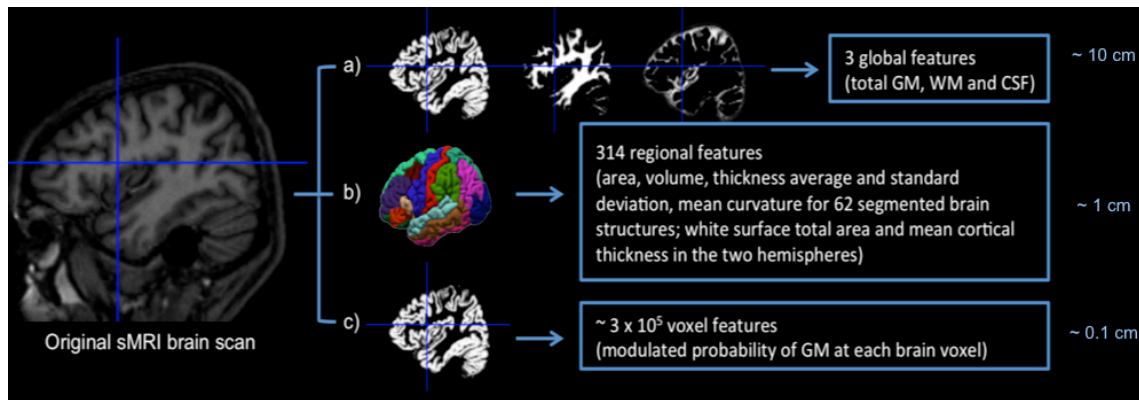 a)
3 global features
(total GM, WM and CSF)
~ 10 cm
b)
314 regional features
(area, volume, thickness average and standard
deviation, mean curvature for 62 segmented brain
structures; white surface total area and mean cortical
thickness in the two hemispheres)
~ 1 cm
c)
~ 3 x 10⁵ voxel features
(modulated probability of GM at each brain voxel)
~ 0.1 cm
Original sMRI brain scan